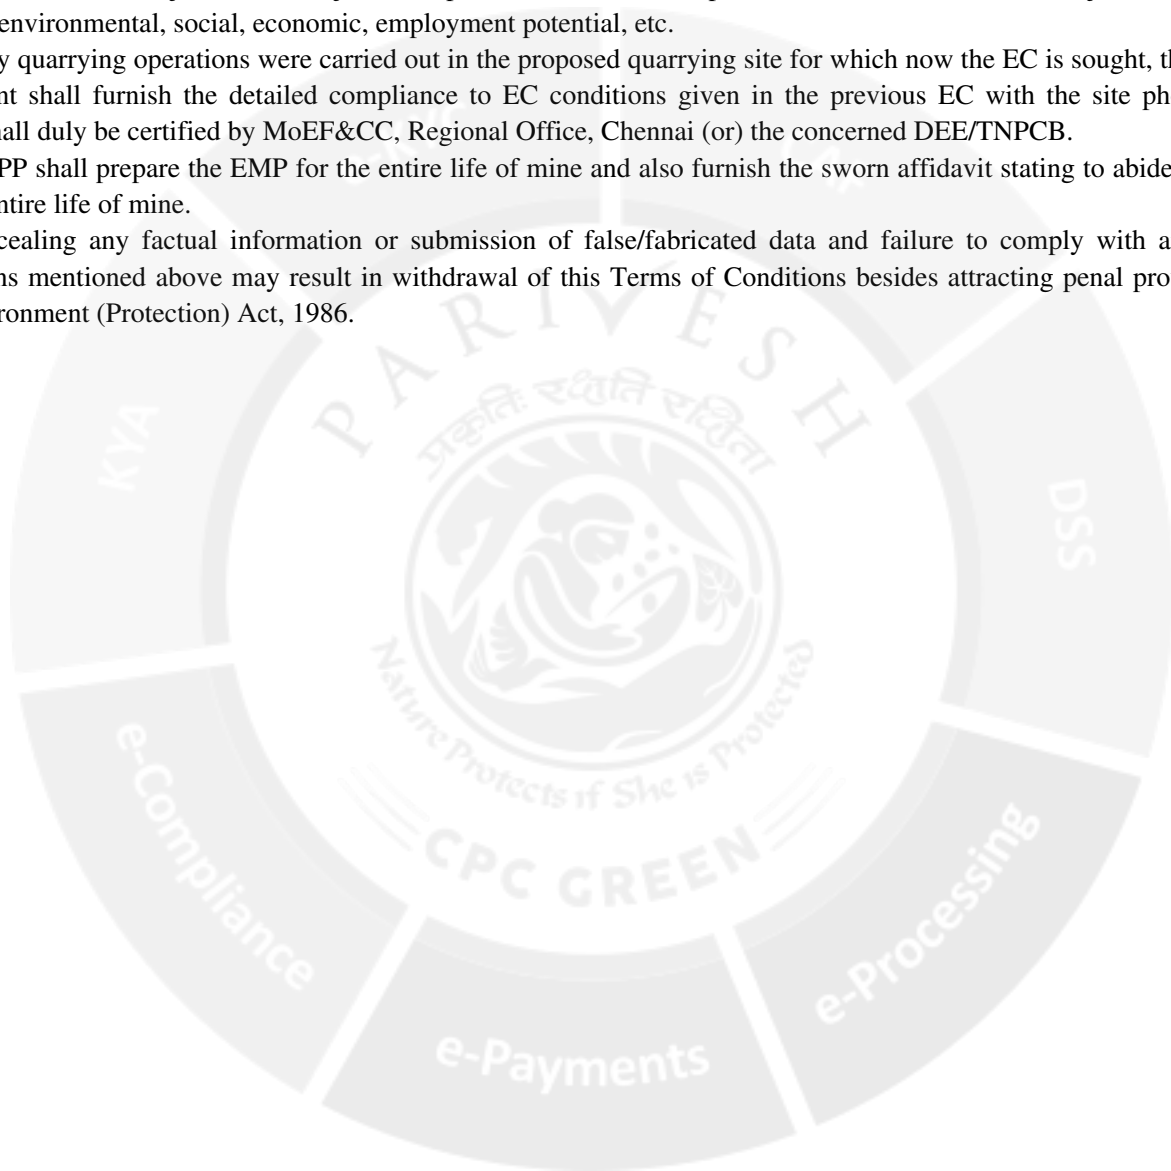 environmental, social, economic, employment potential, etc.
y quarrying operations were carried out in the proposed quarrying site for which now the EC is sought, th
nt shall furnish the detailed compliance to EC conditions given in the previous EC with the site ph
hall duly be certified by MoEF&CC, Regional Office, Chennai (or) the concerned DEE/TNPCB.
PP shall prepare the EMP for the entire life of mine and also furnish the sworn affidavit stating to abide
ntire life of mine.
cealing any factual information or submission of false/fabricated data and failure to comply with a
ns mentioned above may result in withdrawal of this Terms of Conditions besides attracting penal pro
ronment (Protection) Act, 1986.
PARIVESH
प्रकृतिः रक्षति रक्षिता
KYA
DSS
Nature Protects if She is Protected
CPC GREEN
e-Compliance
e-Processing
e-Payments